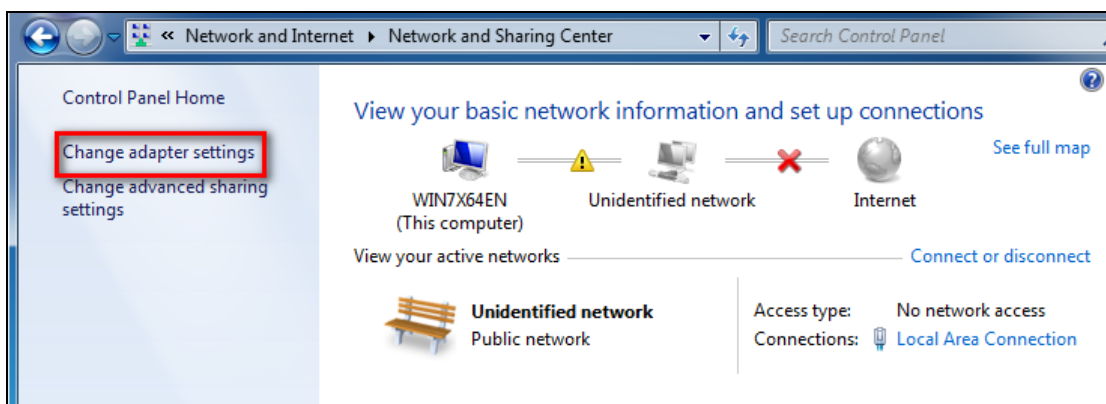 « Network and Internet ▸ Network and Sharing Center
Search Control Panel
Control Panel Home
Change adapter settings
Change advanced sharing
settings
View your basic network information and set up connections
See full map
WIN7X64EN
(This computer)
Unidentified network
Internet
View your active networks
Connect or disconnect
Unidentified network
Public network
Access type: No network access
Connections: Local Area Connection